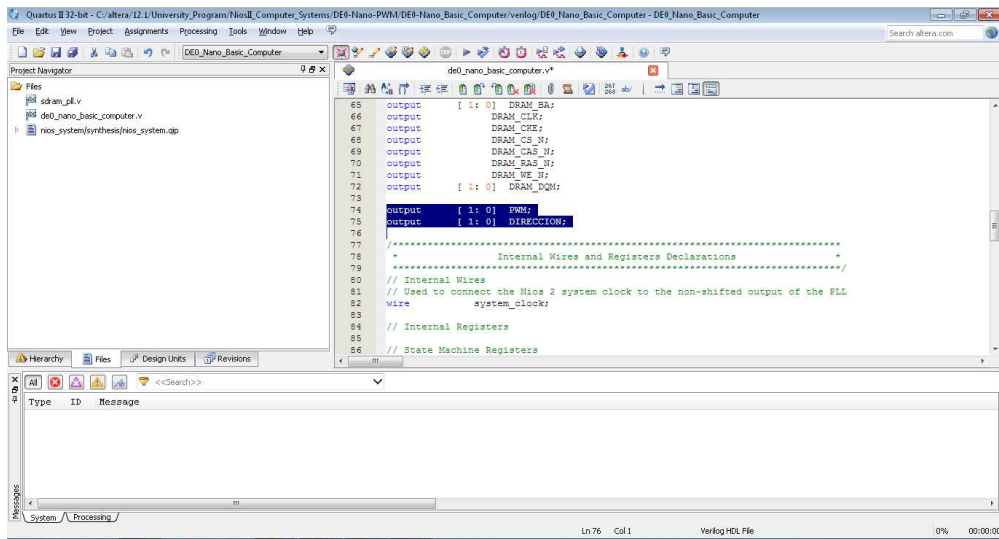 Quartus II 32-bit - C:/altera/12.1/University_Program/NiosII_Computer_Systems/DE0-Nano-PWM/DE0-Nano_Basic_Computer/verilog/DE0_Nano_Basic_Computer - DE0_Nano_Basic_Computer
File Edit View Project Assignments Processing Tools Window Help
Search altera.com
DE0_Nano_Basic_Computer
Project Navigator
de0_nano_basic_computer.v*
Files
sdram_pll.v
de0_nano_basic_computer.v
nios_system/synthesis/nios_system.qip
267
268
ab/
65 output [ 1: 0] DRAM_BA;
66 output DRAM_CLK;
67 output DRAM_CKE;
68 output DRAM_CS_N;
69 output DRAM_CAS_N;
70 output DRAM_RAS_N;
71 output DRAM_WE_N;
72 output [ 1: 0] DRAM_DQM;
73
74 output [ 1: 0] PWM;
75 output [ 1: 0] DIRECCION;
76
77 /*****************************************************************************
78 * Internal Wires and Registers Declarations *
79 *****************************************************************************/
80 // Internal Wires
81 // Used to connect the Nios 2 system clock to the non-shifted output of the PLL
82 wire system_clock;
83
84 // Internal Registers
85
86 // State Machine Registers
Hierarchy Files Design Units Revisions
All <<Search>>
Type ID Message
Messages
System Processing
Ln 76 Col 1 Verilog HDL File 0% 00:00:00